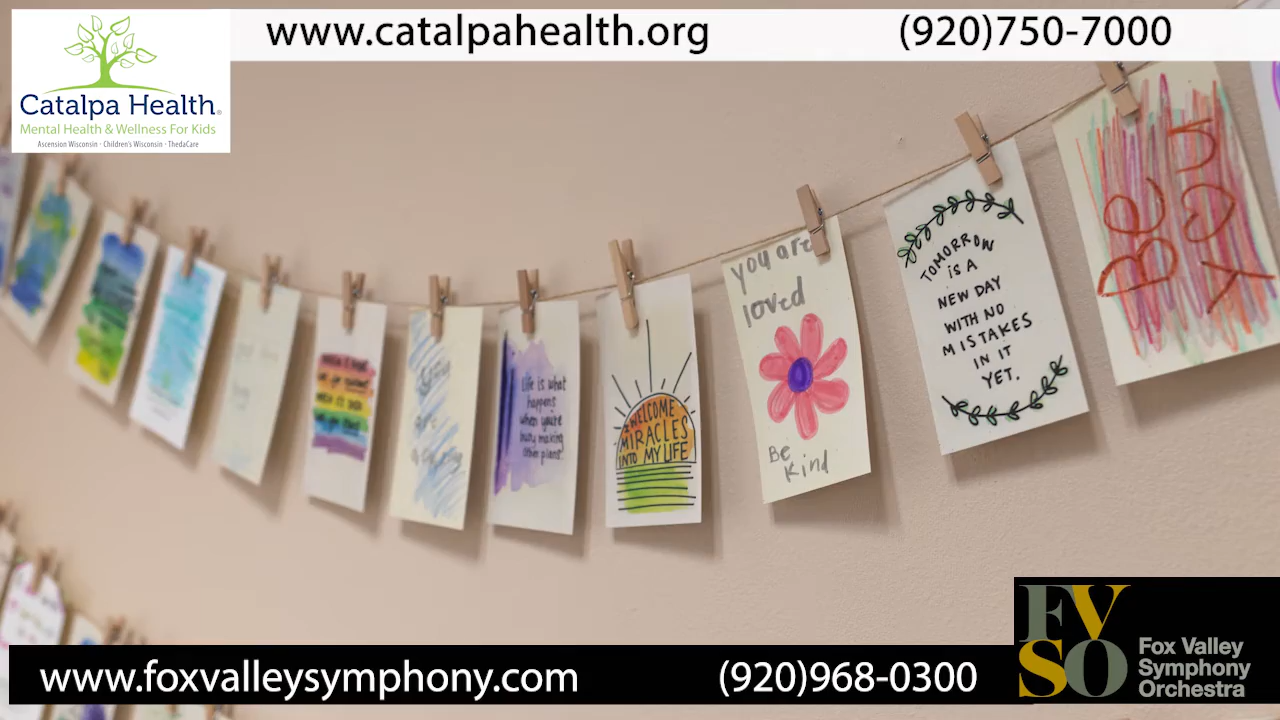 www.catalpahealth.org
(920)750-7000
Catalpa Health®
Mental Health & Wellness For Kids
Ascension Wisconsin · Children's Wisconsin · ThedaCare
Life is what
happens
when you're
busy making
other plans
WELCOME
MIRACLES
INTO MY LIFE
you are
loved
Be
kind
TOMORROW
iS A
NEW DAY
WITH NO
MISTAKES
IN IT
YET.
Be
You
www.foxvalleysymphony.com
(920)968-0300
FV
SO
Fox Valley
Symphony
Orchestra